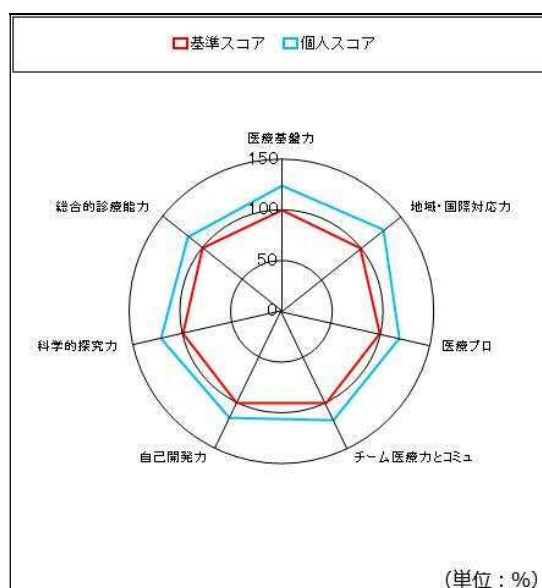 基準スコア 個人スコア
医療基盤力
150
総合的診療能力
100
地域・国際対応力
50
0
科学的探究力
医療プロ
自己開発力
チーム医療力とコミュ
(単位：%)